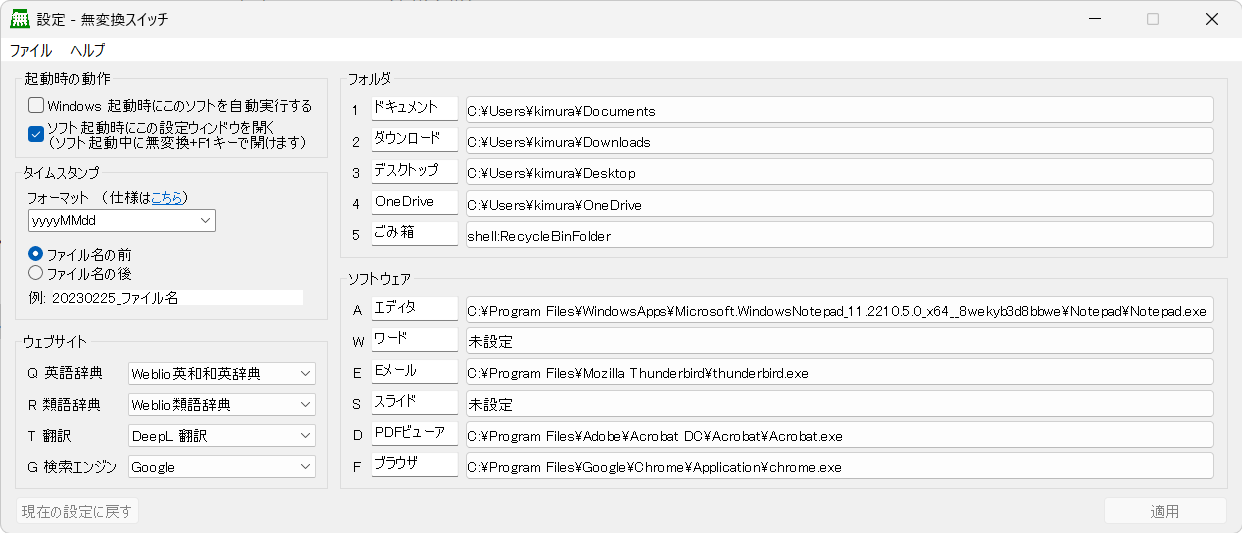 設定 - 無変換スイッチ
ファイル ヘルプ
起動時の動作
Windows 起動時にこのソフトを自動実行する
ソフト起動時にこの設定ウィンドウを開く
（ソフト起動中に無変換+F1キーで開けます）
タイムスタンプ
フォーマット （仕様はこちら）
yyyyMMdd
ファイル名の前
ファイル名の後
例: 20230225_ファイル名
ウェブサイト
Q 英語辞典 Weblio英和和英辞典
R 類語辞典 Weblio類語辞典
T 翻訳 DeepL 翻訳
G 検索エンジン Google
現在の設定に戻す
フォルダ
1 ドキュメント C:¥Users¥kimura¥Documents
2 ダウンロード C:¥Users¥kimura¥Downloads
3 デスクトップ C:¥Users¥kimura¥Desktop
4 OneDrive C:¥Users¥kimura¥OneDrive
5 ごみ箱 shell:RecycleBinFolder
ソフトウェア
A エディタ C:¥Program Files¥WindowsApps¥Microsoft.WindowsNotepad_11.2210.5.0_x64__8wekyb3d8bbwe¥Notepad¥Notepad.exe
W ワード 未設定
E Eメール C:¥Program Files¥Mozilla Thunderbird¥thunderbird.exe
S スライド 未設定
D PDFビューア C:¥Program Files¥Adobe¥Acrobat DC¥Acrobat¥Acrobat.exe
F ブラウザ C:¥Program Files¥Google¥Chrome¥Application¥chrome.exe
適用